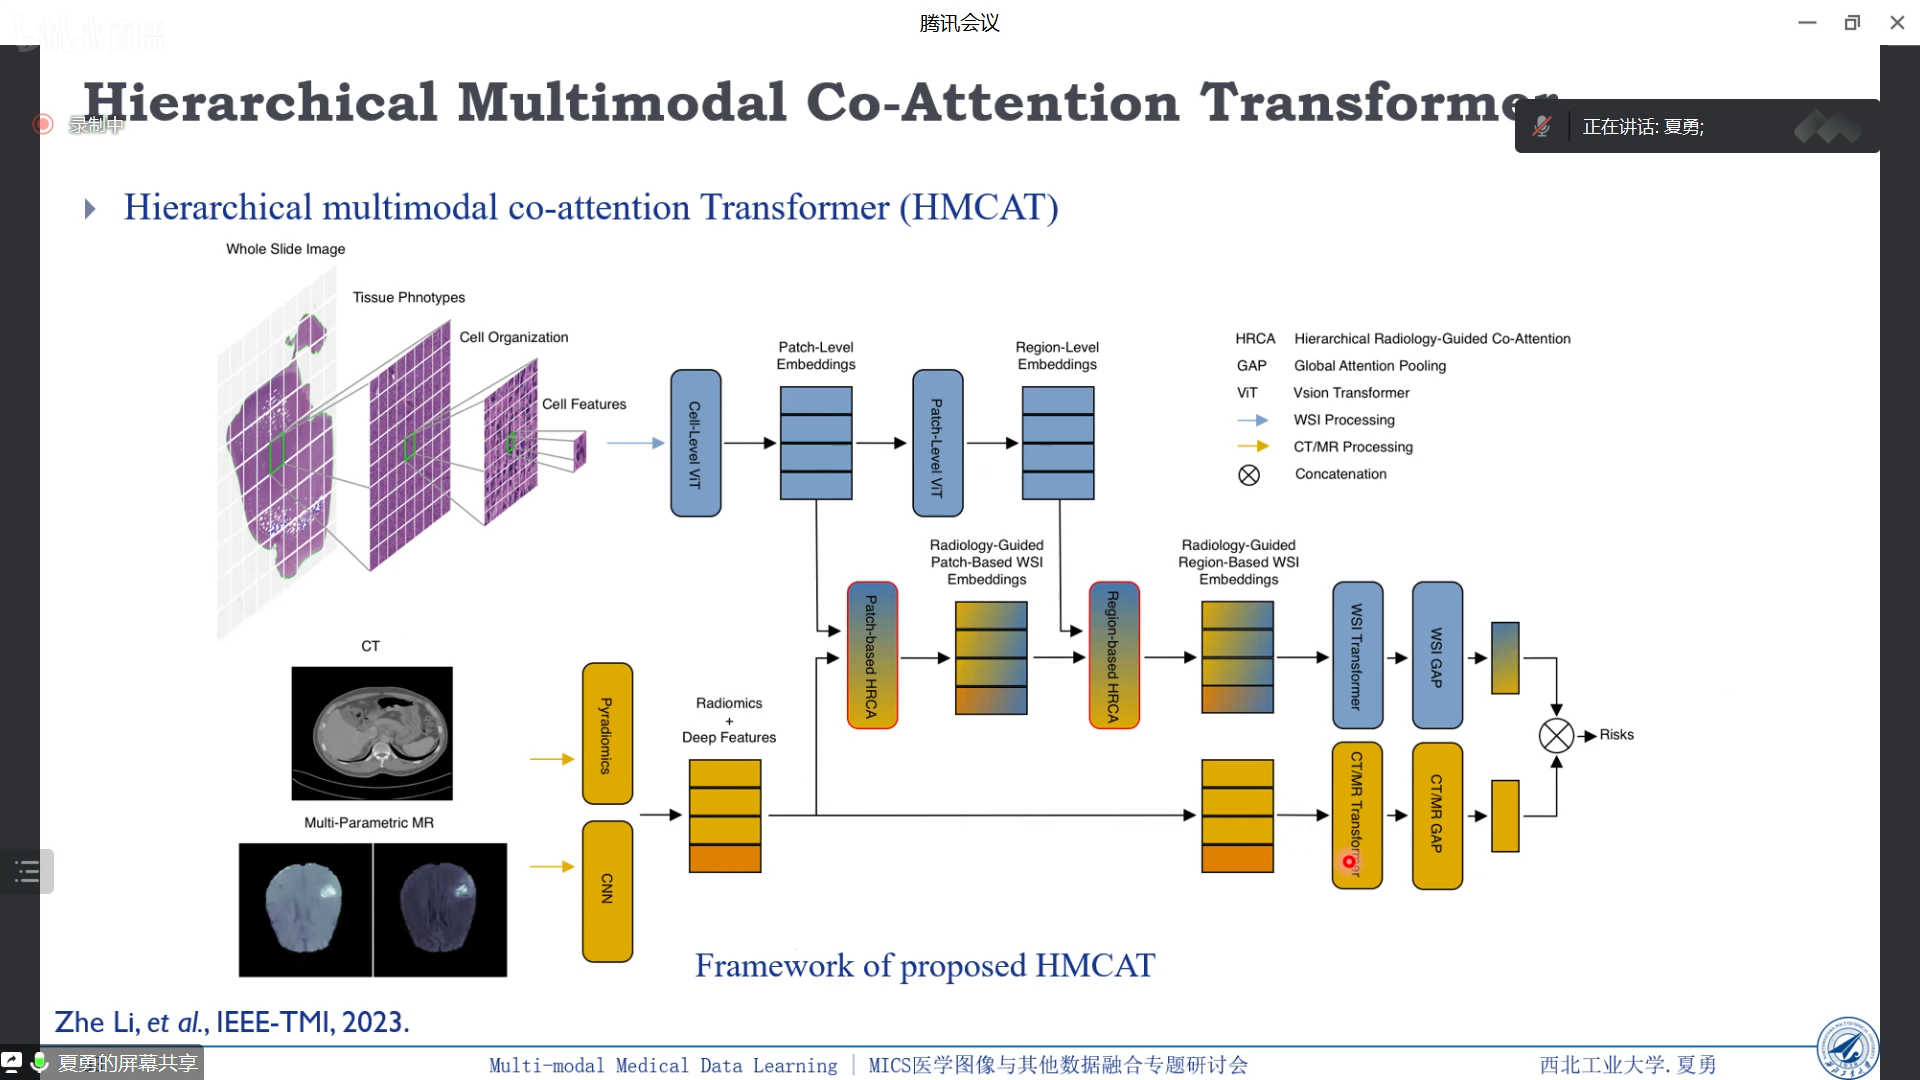 腾讯会议
Hierarchical Multimodal Co-Attention Transformer
录制中
正在讲话: 夏勇;
Hierarchical multimodal co-attention Transformer (HMCAT)
Whole Slide Image
Tissue Phnotypes
Cell Organization
Cell Features
Cell-Level ViT
Patch-Level
Embeddings
Patch-Level ViT
Region-Level
Embeddings
HRCA Hierarchical Radiology-Guided Co-Attention
GAP Global Attention Pooling
ViT Vsion Transformer
WSI Processing
CT/MR Processing
Concatenation
Patch-based HRCA
Radiology-Guided
Patch-Based WSI
Embeddings
Region-based HRCA
Radiology-Guided
Region-Based WSI
Embeddings
WSI Transformer
WSI GAP
Risks
CT
Multi-Parametric MR
Pyradiomics
CNN
Radiomics
+
Deep Features
CT/MR Transformer
CT/MR GAP
Framework of proposed HMCAT
Zhe Li, et al., IEEE-TMI, 2023.
夏勇的屏幕共享
Multi-modal Medical Data Learning | MICS医学图像与其他数据融合专题研讨会
西北工业大学.夏勇